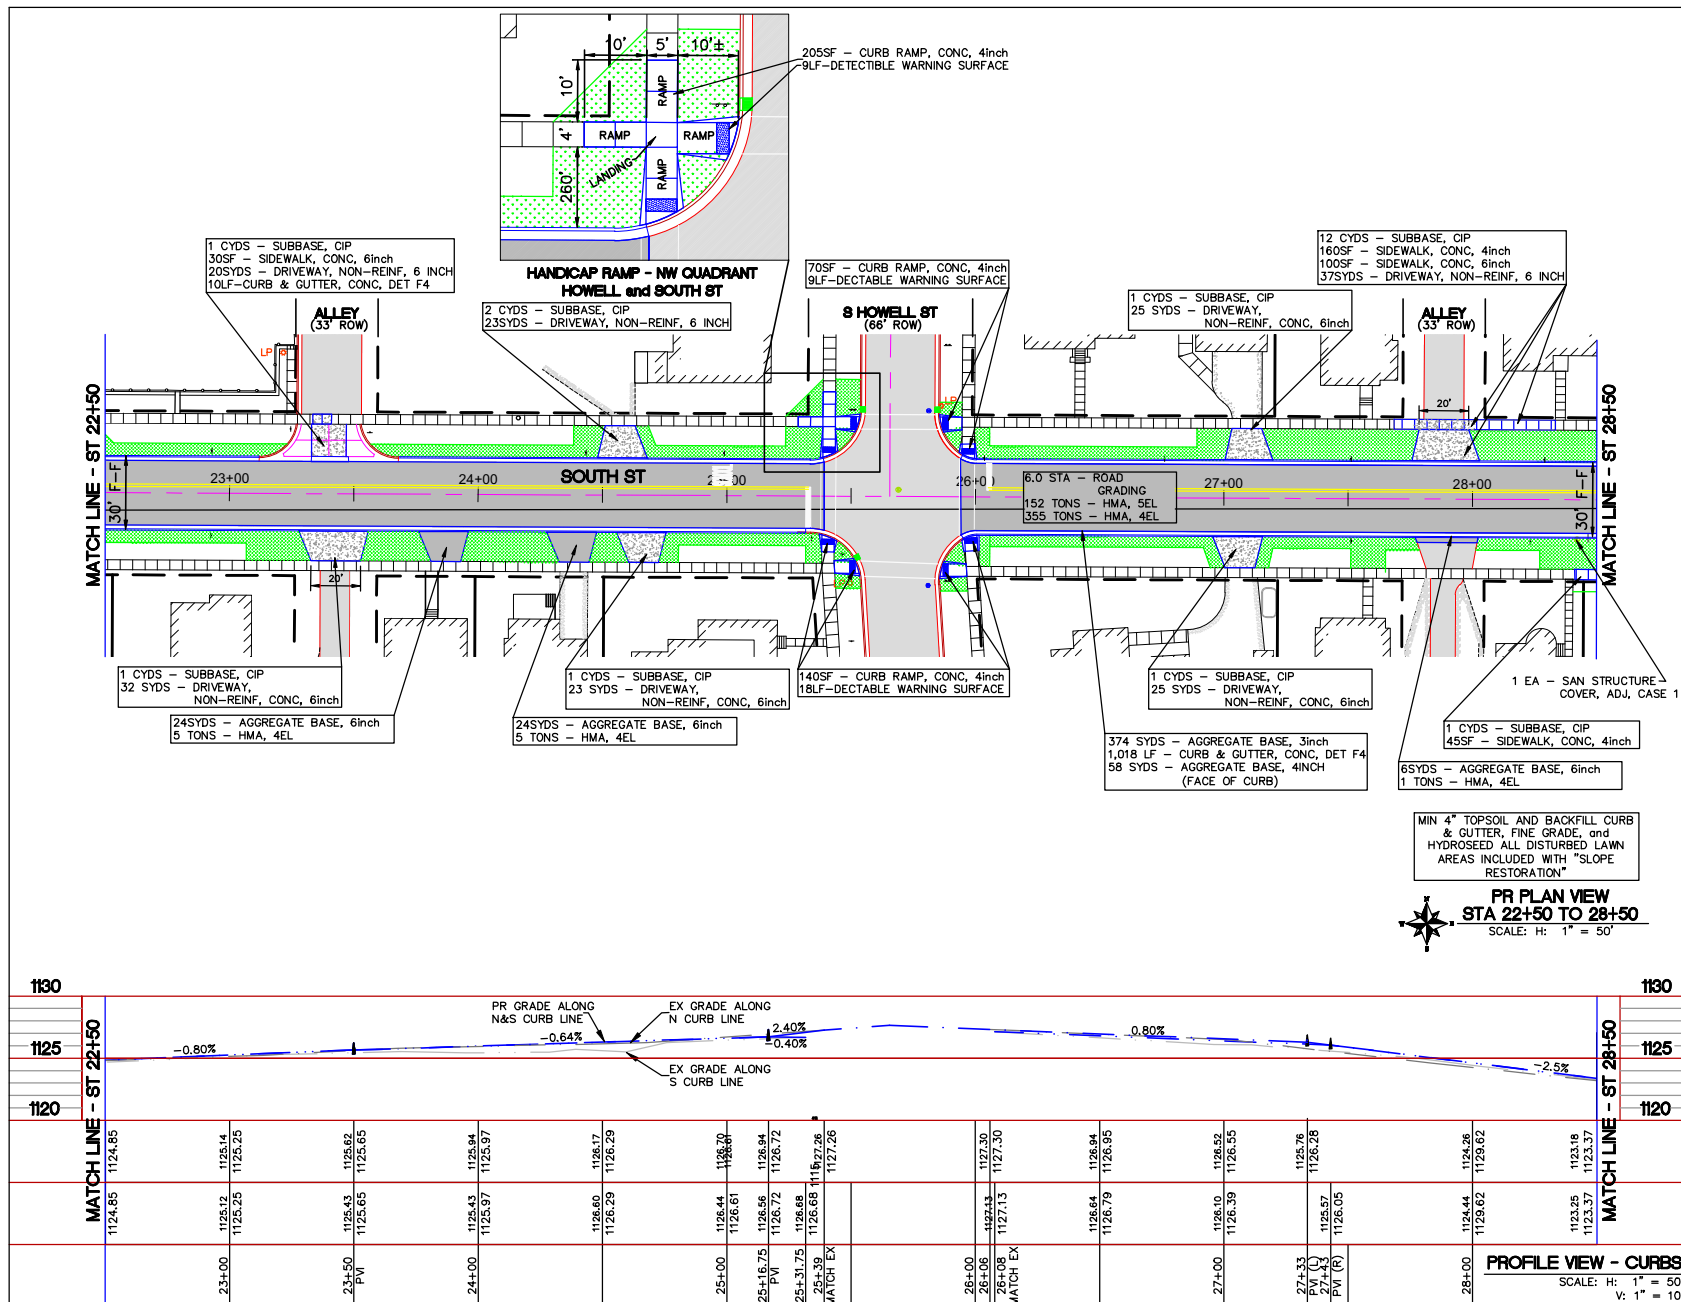 10'
5'
10'±
205SF - CURB RAMP, CONC, 4inch
9LF-DETECTIBLE WARNING SURFACE
10'
RAMP
4'
RAMP
RAMP
LANDING
RAMP
260'
HANDICAP RAMP - NW QUADRANT
HOWELL and SOUTH ST
1 CYDS - SUBBASE, CIP
30SF - SIDEWALK, CONC, 6inch
20SYDS - DRIVEWAY, NON-REINF, 6 INCH
10LF-CURB & GUTTER, CONC, DET F4
2 CYDS - SUBBASE, CIP
23SYDS - DRIVEWAY, NON-REINF, 6 INCH
70SF - CURB RAMP, CONC, 4inch
9LF-DECTABLE WARNING SURFACE
1 CYDS - SUBBASE, CIP
25 SYDS - DRIVEWAY,
NON-REINF, CONC, 6inch
12 CYDS - SUBBASE, CIP
160SF - SIDEWALK, CONC, 4inch
100SF - SIDEWALK, CONC, 6inch
37SYDS - DRIVEWAY, NON-REINF, 6 INCH
ALLEY
(33' ROW)
S HOWELL ST
(66' ROW)
ALLEY
(33' ROW)
LP
LP
20'
MATCH LINE - ST 22+50
30' F-F
23+00
24+00
SOUTH ST
26+00
27+00
28+00
6.0 STA - ROAD
GRADING
152 TONS - HMA, 5EL
355 TONS - HMA, 4EL
30' F-F
MATCH LINE - ST 28+50
20'
1 CYDS - SUBBASE, CIP
32 SYDS - DRIVEWAY,
NON-REINF, CONC, 6inch
24SYDS - AGGREGATE BASE, 6inch
5 TONS - HMA, 4EL
1 CYDS - SUBBASE, CIP
23 SYDS - DRIVEWAY,
NON-REINF, CONC, 6inch
24SYDS - AGGREGATE BASE, 6inch
5 TONS - HMA, 4EL
140SF - CURB RAMP, CONC, 4inch
18LF-DECTABLE WARNING SURFACE
1 CYDS - SUBBASE, CIP
25 SYDS - DRIVEWAY,
NON-REINF, CONC, 6inch
1 EA - SAN STRUCTURE
COVER, ADJ, CASE 1
374 SYDS - AGGREGATE BASE, 3inch
1,018 LF - CURB & GUTTER, CONC, DET F4
58 SYDS - AGGREGATE BASE, 4INCH
(FACE OF CURB)
1 CYDS - SUBBASE, CIP
45SF - SIDEWALK, CONC, 4inch
6SYDS - AGGREGATE BASE, 6inch
1 TONS - HMA, 4EL
MIN 4" TOPSOIL AND BACKFILL CURB
& GUTTER, FINE GRADE, and
HYDROSEED ALL DISTURBED LAWN
AREAS INCLUDED WITH "SLOPE
RESTORATION"
PR PLAN VIEW
STA 22+50 TO 28+50
SCALE: H: 1" = 50'
1130
1125
1120
MATCH LINE - ST 22+50
PR GRADE ALONG
N&S CURB LINE
EX GRADE ALONG
N CURB LINE
EX GRADE ALONG
S CURB LINE
-0.80%
-0.64%
2.40%
-0.40%
0.80%
-2.5%
1130
1125
1120
MATCH LINE - ST 28+50
1124.85
1125.14
1125.25
1125.62
1125.65
1125.94
1125.97
1126.17
1126.29
1126.70
1126.94
1126.72
1127.26
1127.26
1127.30
1127.30
1126.94
1126.95
1126.52
1126.55
1125.76
1126.28
1124.26
1129.62
1123.18
1123.37
1124.85
1125.12
1125.25
1125.43
1125.65
1125.43
1125.97
1126.60
1126.29
1126.44
1126.61
1126.56
1126.72
1126.68
1126.68
1127.13
1127.13
1126.64
1126.79
1126.10
1126.39
1125.57
1126.05
1124.44
1129.62
1123.25
1123.37
23+00
23+50
PVI
24+00
25+00
25+16.75
PVI
25+31.75
25+39
MATCH EX
26+00
26+08
26+08
MATCH EX
27+00
27+33
PVI (L)
27+43
PVI (R)
28+00
PROFILE VIEW - CURBS
SCALE: H: 1" = 50
V: 1" = 10